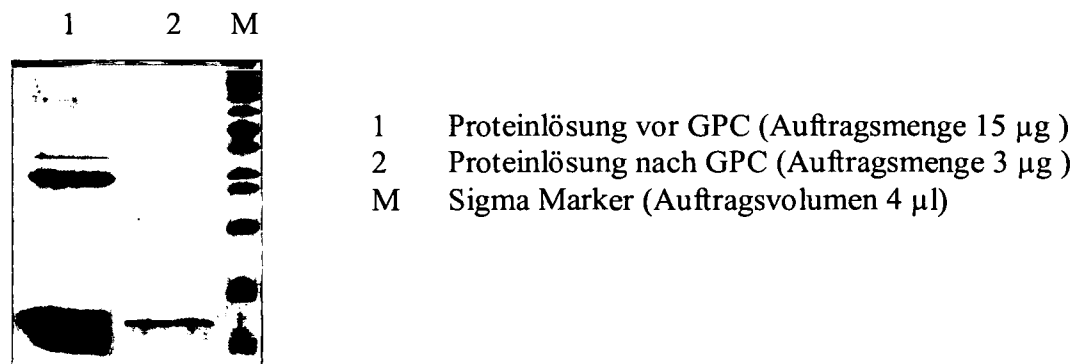 1 2 M
1 Proteinlösung vor GPC (Auftragsmenge 15 μg )
2 Proteinlösung nach GPC (Auftragsmenge 3 μg )
M Sigma Marker (Auftragsvolumen 4 μl)